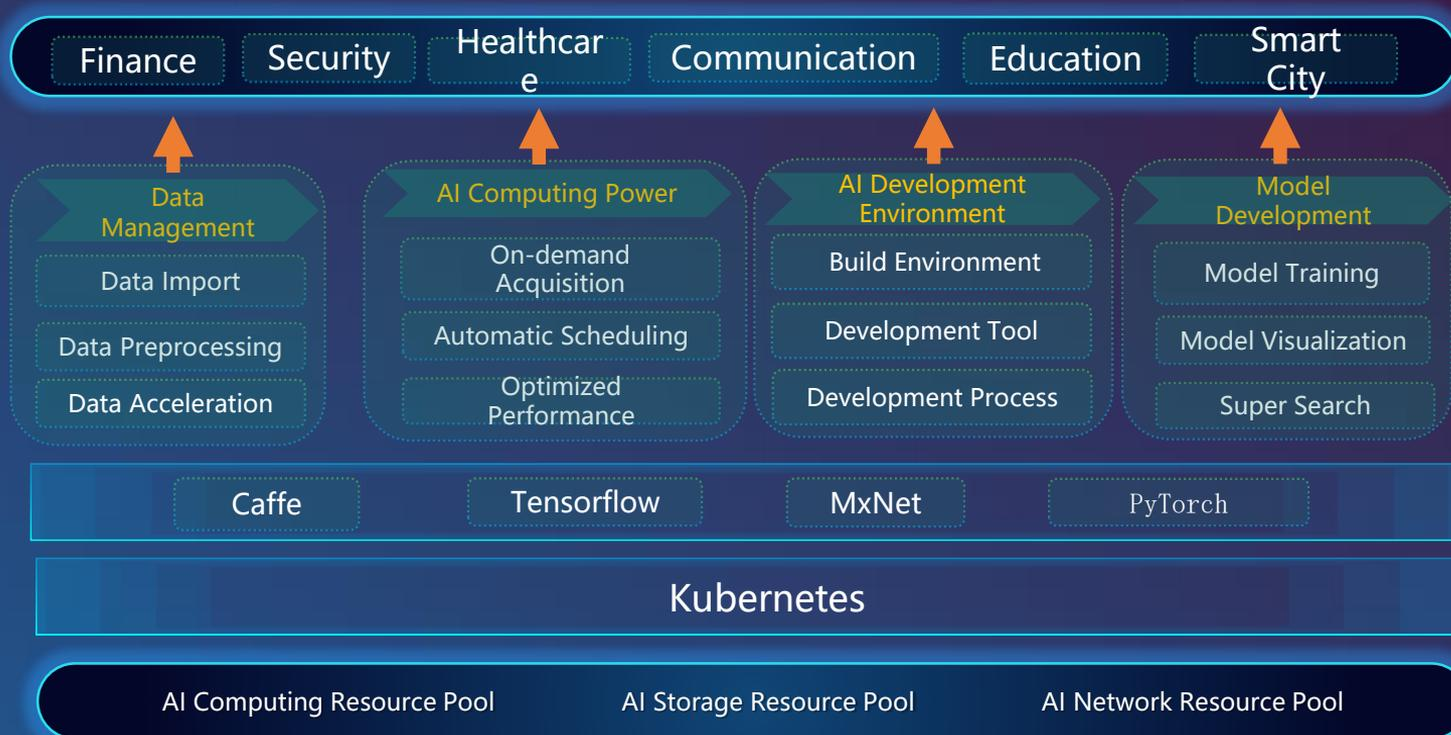 Finance
Security
Healthcar
e
Communication
Education
Smart
City
Data
Management
Data Import
Data Preprocessing
Data Acceleration
AI Computing Power
On-demand
Acquisition
Automatic Scheduling
Optimized
Performance
AI Development
Environment
Build Environment
Development Tool
Development Process
Model
Development
Model Training
Model Visualization
Super Search
Caffe
Tensorflow
MxNet
PyTorch
Kubernetes
AI Computing Resource Pool
AI Storage Resource Pool
AI Network Resource Pool